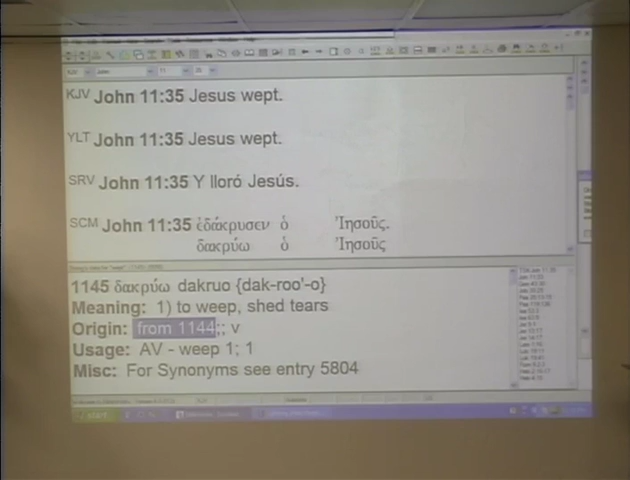 KJV John 11:35 Jesus wept.
YLT John 11:35 Jesus wept.
SRV John 11:35 Y lloró Jesús.
SCM John 11:35 ἐδάκρυσεν ὁ Ἰησοῦς.
δακρύω ὁ Ἰησοῦς
1145 δακρύω dakruo {dak-roo'-o}
Meaning: 1) to weep, shed tears
Origin: from 1144;; v
Usage: AV - weep 1; 1
Misc: For Synonyms see entry 5804